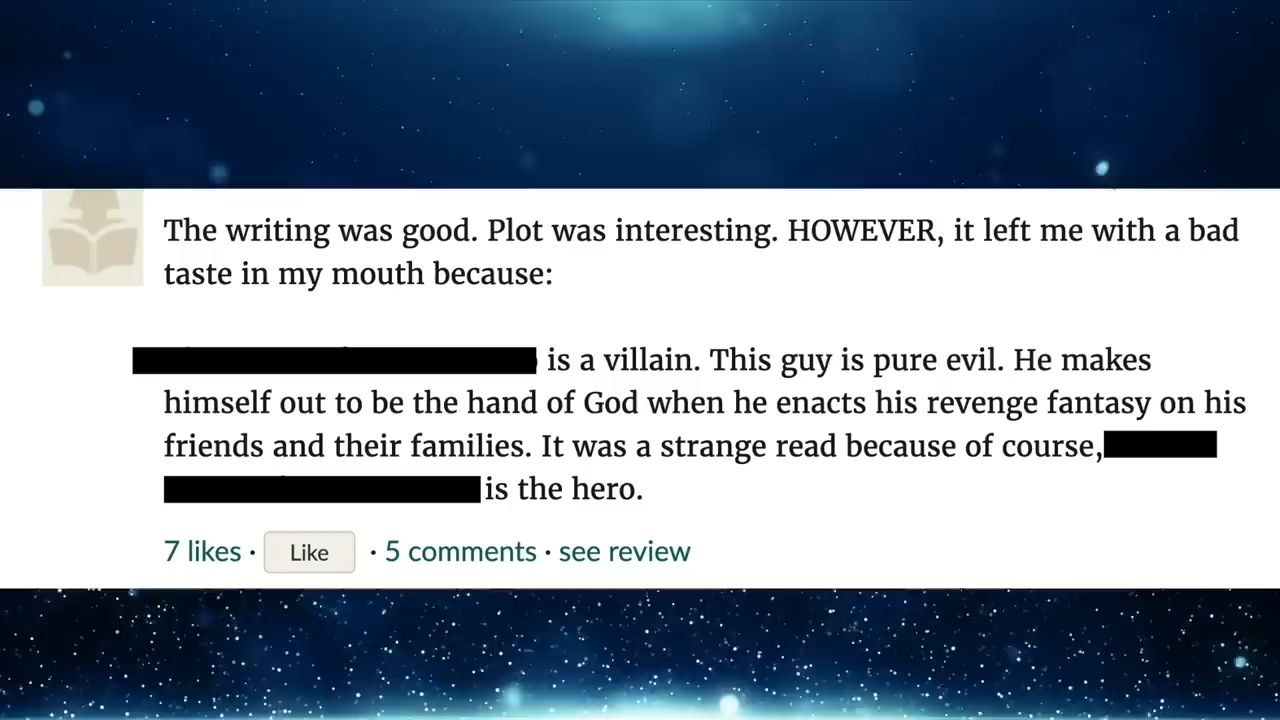 The writing was good. Plot was interesting. HOWEVER, it left me with a bad
taste in my mouth because:
is a villain. This guy is pure evil. He makes
himself out to be the hand of God when he enacts his revenge fantasy on his
friends and their families. It was a strange read because of course,
is the hero.
7 likes · Like · 5 comments · see review